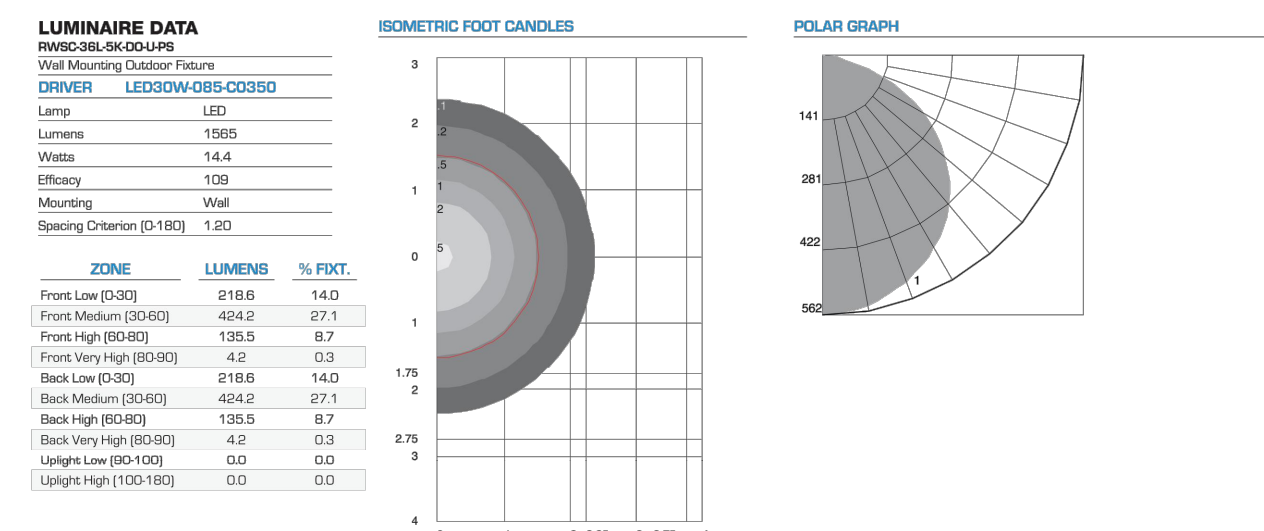 LUMINAIRE DATA
RWSC-36L-5K-DO-U-PS
Wall Mounting Outdoor Fixture
DRIVER LED30W-085-C0350
Lamp LED
Lumens 1565
Watts 14.4
Efficacy 109
Mounting Wall
Spacing Criterion (0-180) 1.20
ZONE LUMENS % FIXT.
Front Low (0-30) 218.6 14.0
Front Medium (30-60) 424.2 27.1
Front High (60-80) 135.5 8.7
Front Very High (80-90) 4.2 0.3
Back Low (0-30) 218.6 14.0
Back Medium (30-60) 424.2 27.1
Back High (60-80) 135.5 8.7
Back Very High (80-90) 4.2 0.3
Uplight Low (90-100) 0.0 0.0
Uplight High (100-180) 0.0 0.0
ISOMETRIC FOOT CANDLES
3
2
1
0
1
1.75
2
2.75
3
4
.1
.2
.5
1
2
5
POLAR GRAPH
141
281
422
562
1